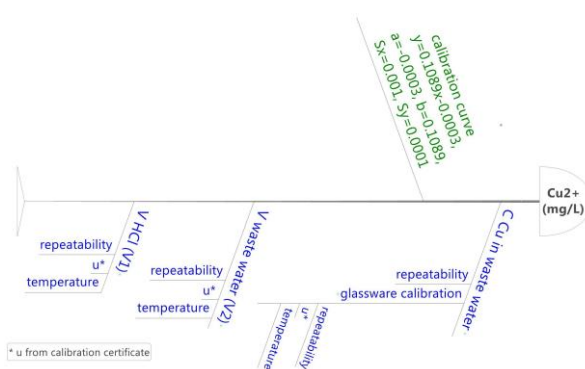 calibration curve
y=0.1089x-0.0003,
a=-0.0003, b=0.1089,
Sx=0.001, Sy=0.0001
Cu2+
(mg/L)
V HCl (V1)
repeatability
u*
temperature
V waste water (V2)
repeatability
u*
temperature
C Cu in waste water
repeatability
glassware calibration
repeatability
u*
temperature
* u from calibration certificate